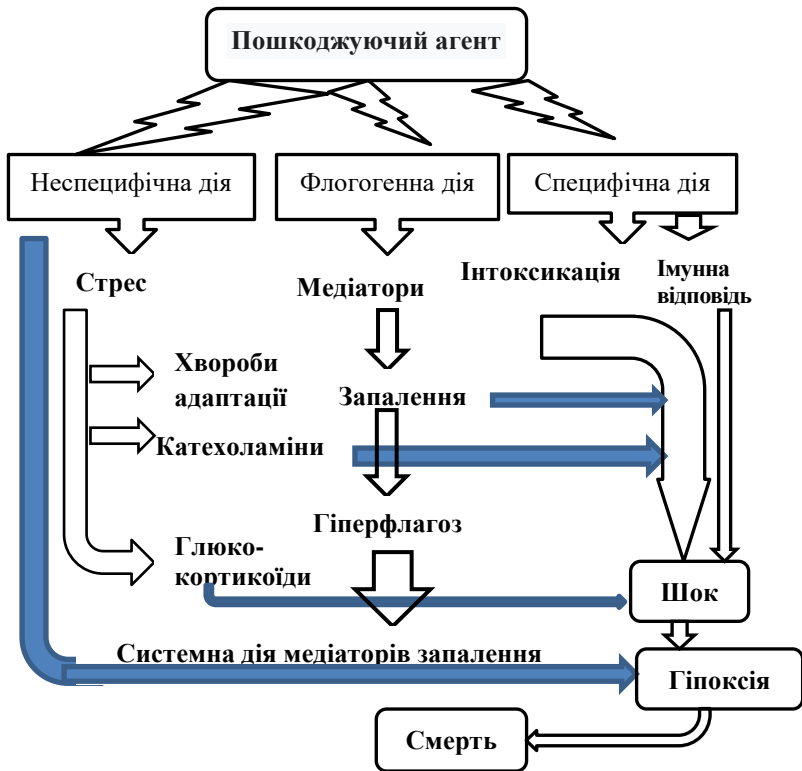 Пошкоджуючий агент
Неспецифічна дія
Флогогенна дія
Специфічна дія
Стрес
Медіатори
Інтоксикація
Імунна
відповідь
Хвороби
адаптації
Запалення
Катехоламіни
Гіперфлагоз
Глюко-
кортикоїди
Шок
Системна дія медіаторів запалення
Гіпоксія
Смерть